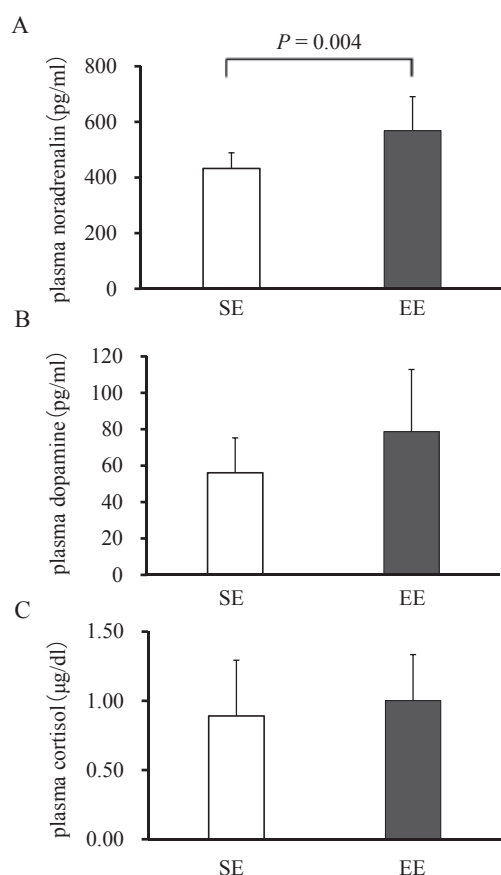 A
P = 0.004
plasma noradrenalin (pg/ml)
800
600
400
200
0
SE EE
B
plasma dopamine (pg/ml)
120
100
80
60
40
20
0
SE EE
C
plasma cortisol (μg/dl)
1.50
1.00
0.50
0.00
SE EE